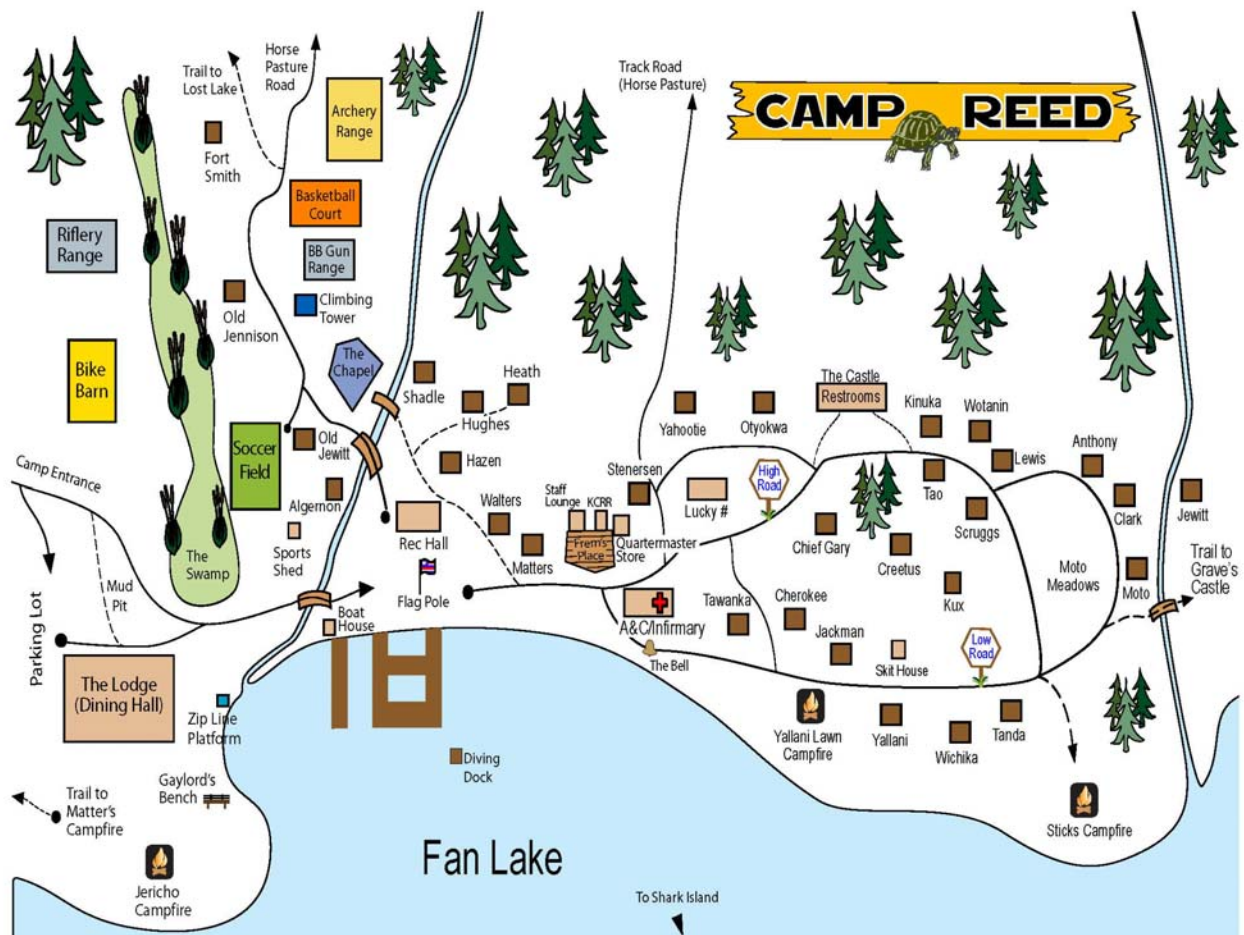 CAMP REED
Horse
Pasture
Road
Trail to
Lost Lake
Archery
Range
Track Road
(Horse Pasture)
Fort
Smith
Basketball
Court
Riflery
Range
BB Gun
Range
Climbing
Tower
Old
Jennison
Bike
Barn
The
Chapel
Shadle
Heath
Hughes
The Castle
Restrooms
Yahootie
Otyokwa
Kinuka
Wotanin
Soccer
Field
Old
Jewitt
Hazen
Stenersen
High
Road
Lewis
Anthony
Camp Entrance
Algernon
Walters
Staff
Lounge
KCRR
Lucky #
Tao
Clark
Jewitt
Sports
Shed
Rec Hall
Matters
Frem's
Place
Quartermaster
Store
Chief Gary
Scruggs
Creetus
The
Swamp
Mud
Pit
Flag Pole
Moto
Meadows
Moto
Trail to
Grave's
Castle
Parking Lot
Boat
House
A&C/Infirmary
Tawanka
Cherokee
Kux
Jackman
Skit House
Low
Road
The Bell
The Lodge
(Dining Hall)
Zip Line
Platform
Yallani Lawn
Campfire
Yallani
Wichika
Tanda
Diving
Dock
Gaylord's
Bench
Trail to
Matter's
Campfire
Sticks Campfire
Jericho
Campfire
Fan Lake
To Shark Island